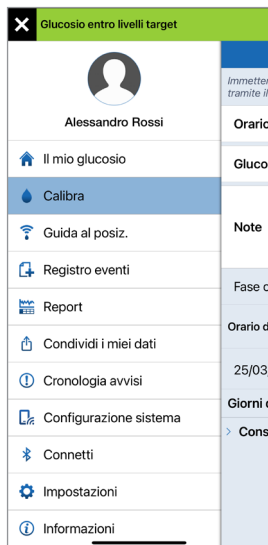 Glucosio entro livelli target
Alessandro Rossi
Il mio glucosio
Calibra
Guida al posiz.
Registro eventi
Report
Condividi i miei dati
Cronologia avvisi
Configurazione sistema
Connetti
Impostazioni
Informazioni
Immetter
tramite il
Orario
Gluco
Note
Fase d
Orario d
25/03
Giorni d
Cons